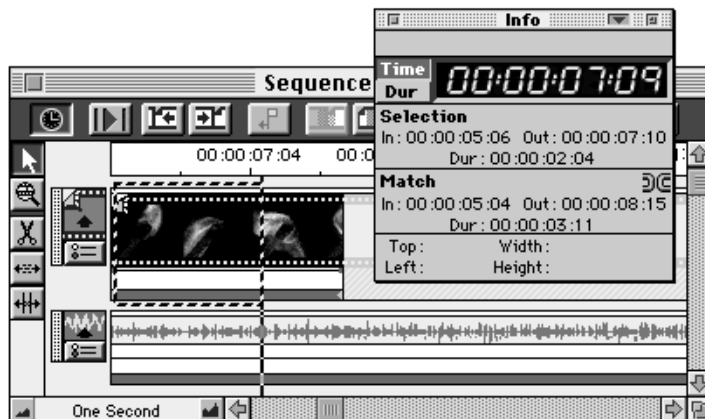 Info
Time
Dur
00:00:07:09
Selection
In: 00:00:05:06 Out: 00:00:07:10
Dur: 00:00:02:04
Match
In: 00:00:05:04 Out: 00:00:08:15
Dur: 00:00:03:11
Top: Width:
Left: Height:
Sequence
00:00:07:04 00:0
One Second